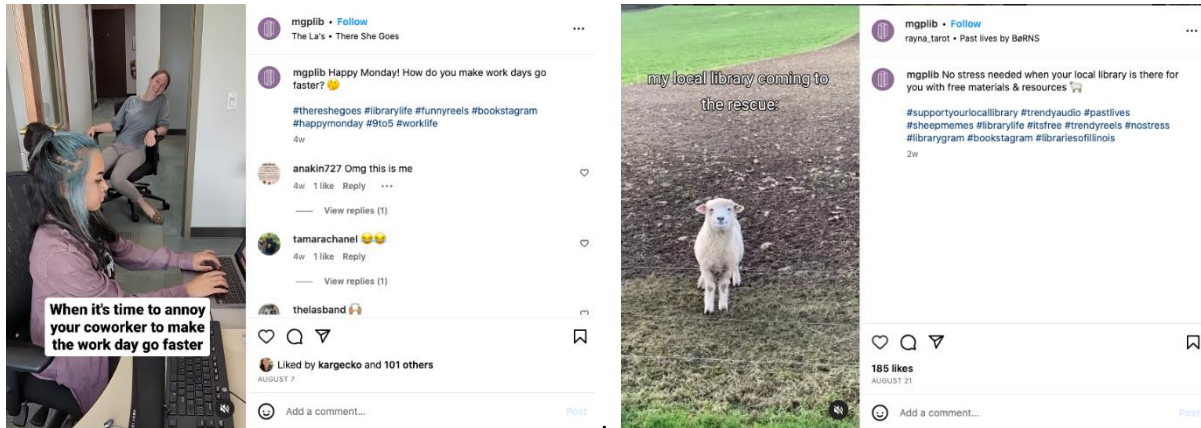 mgplib • Follow
The La's • There She Goes
mgplib Happy Monday! How do you make work days go
faster? 🤔
#thereshegoes #librarylife #funnyreels #bookstagram
#happymonday #9to5 #worklife
4w
anakin727 Omg this is me
4w 1 like Reply
View replies (1)
tamarachanel 😂😂
4w 1 like Reply
View replies (1)
thelasband 🙌🏽
When it's time to annoy
your coworker to make
the work day go faster
Liked by kargecko and 101 others
AUGUST 7
Add a comment...
Post
my local library coming to
the rescue:
mgplib • Follow
rayna_tarot • Past lives by BØRNS
mgplib No stress needed when your local library is there for
you with free materials & resources 🐑
#supportyourlocallibrary #trendyaudio #pastlives
#sheepmemes #librarylife #itsfree #trendyreels #nostress
#librarygram #bookstagram #librariesofillinois
2w
185 likes
AUGUST 21
Add a comment...
Post